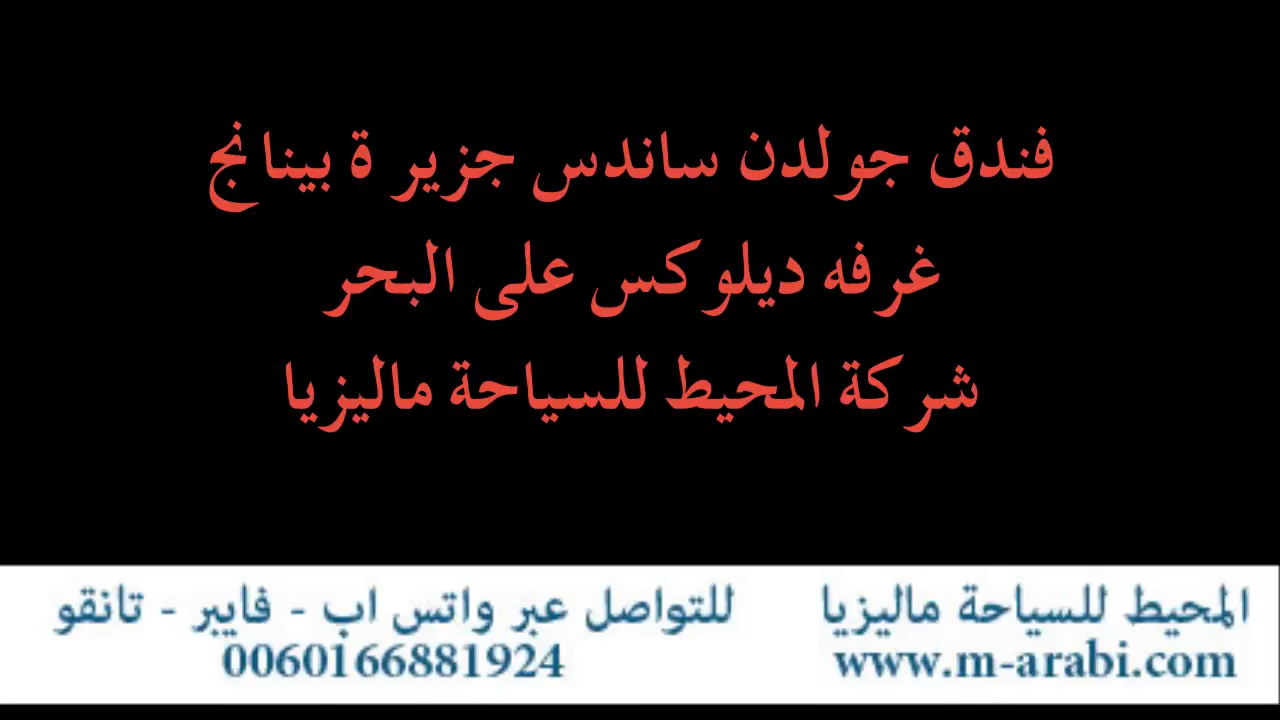 فندق جولدن ساندس جزير ة بينانج
غرفه ديلوكس على البحر
شركة المحيط للسياحة ماليزيا
المحيط للسياحة ماليزيا
www.m-arabi.com
للتواصل عبر واتس اب - فايبر - تانقو
0060166881924